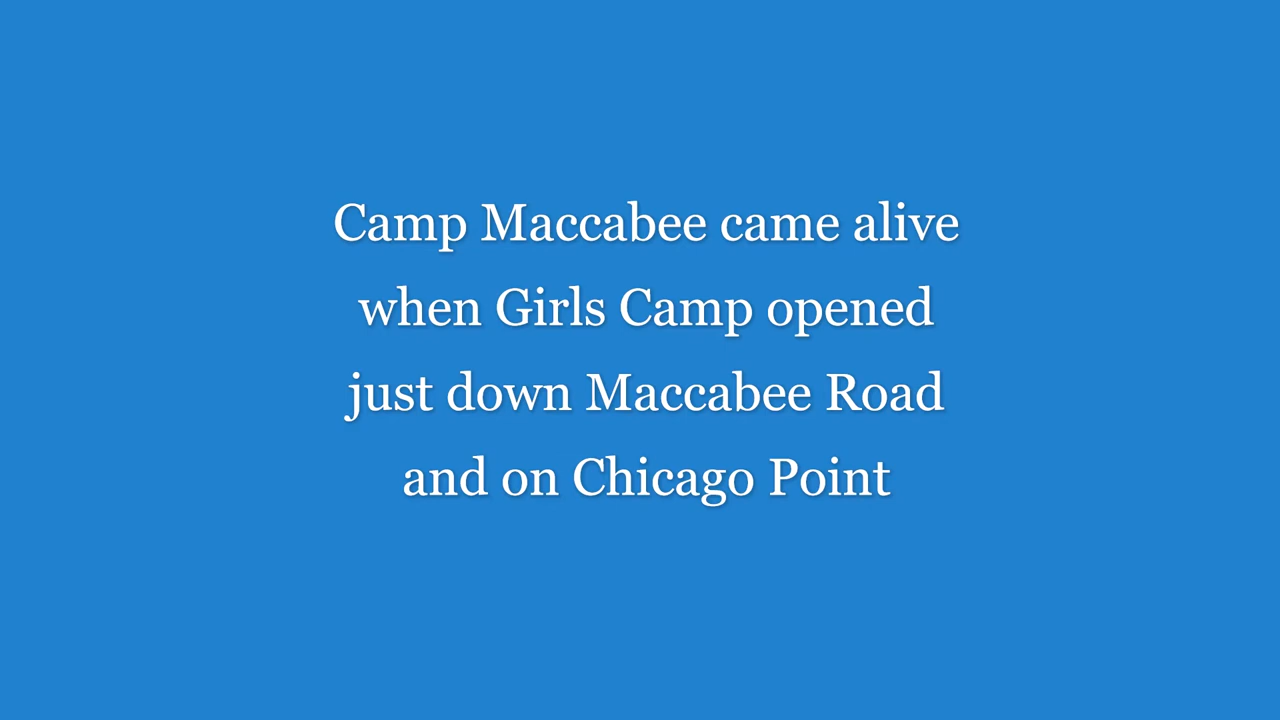 Camp Maccabee came alive
when Girls Camp opened
just down Maccabee Road
and on Chicago Point